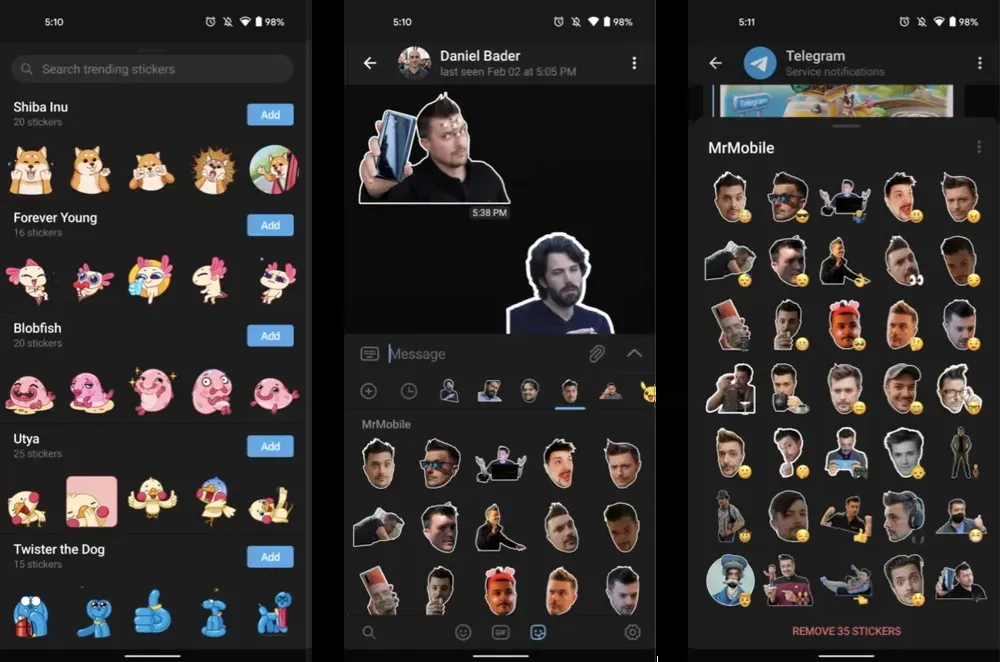 5:10
98%
Search trending stickers
Shiba Inu
20 stickers
Add
Forever Young
16 stickers
Add
Blobfish
20 stickers
Add
Utya
25 stickers
Add
Twister the Dog
15 stickers
Add
5:10
98%
Daniel Bader
last seen Feb 02 at 5:05 PM
5:38 PM
Message
MrMobile
GIF
5:11
98%
Telegram
Service notifications
Telegram
MrMobile
REMOVE 35 STICKERS